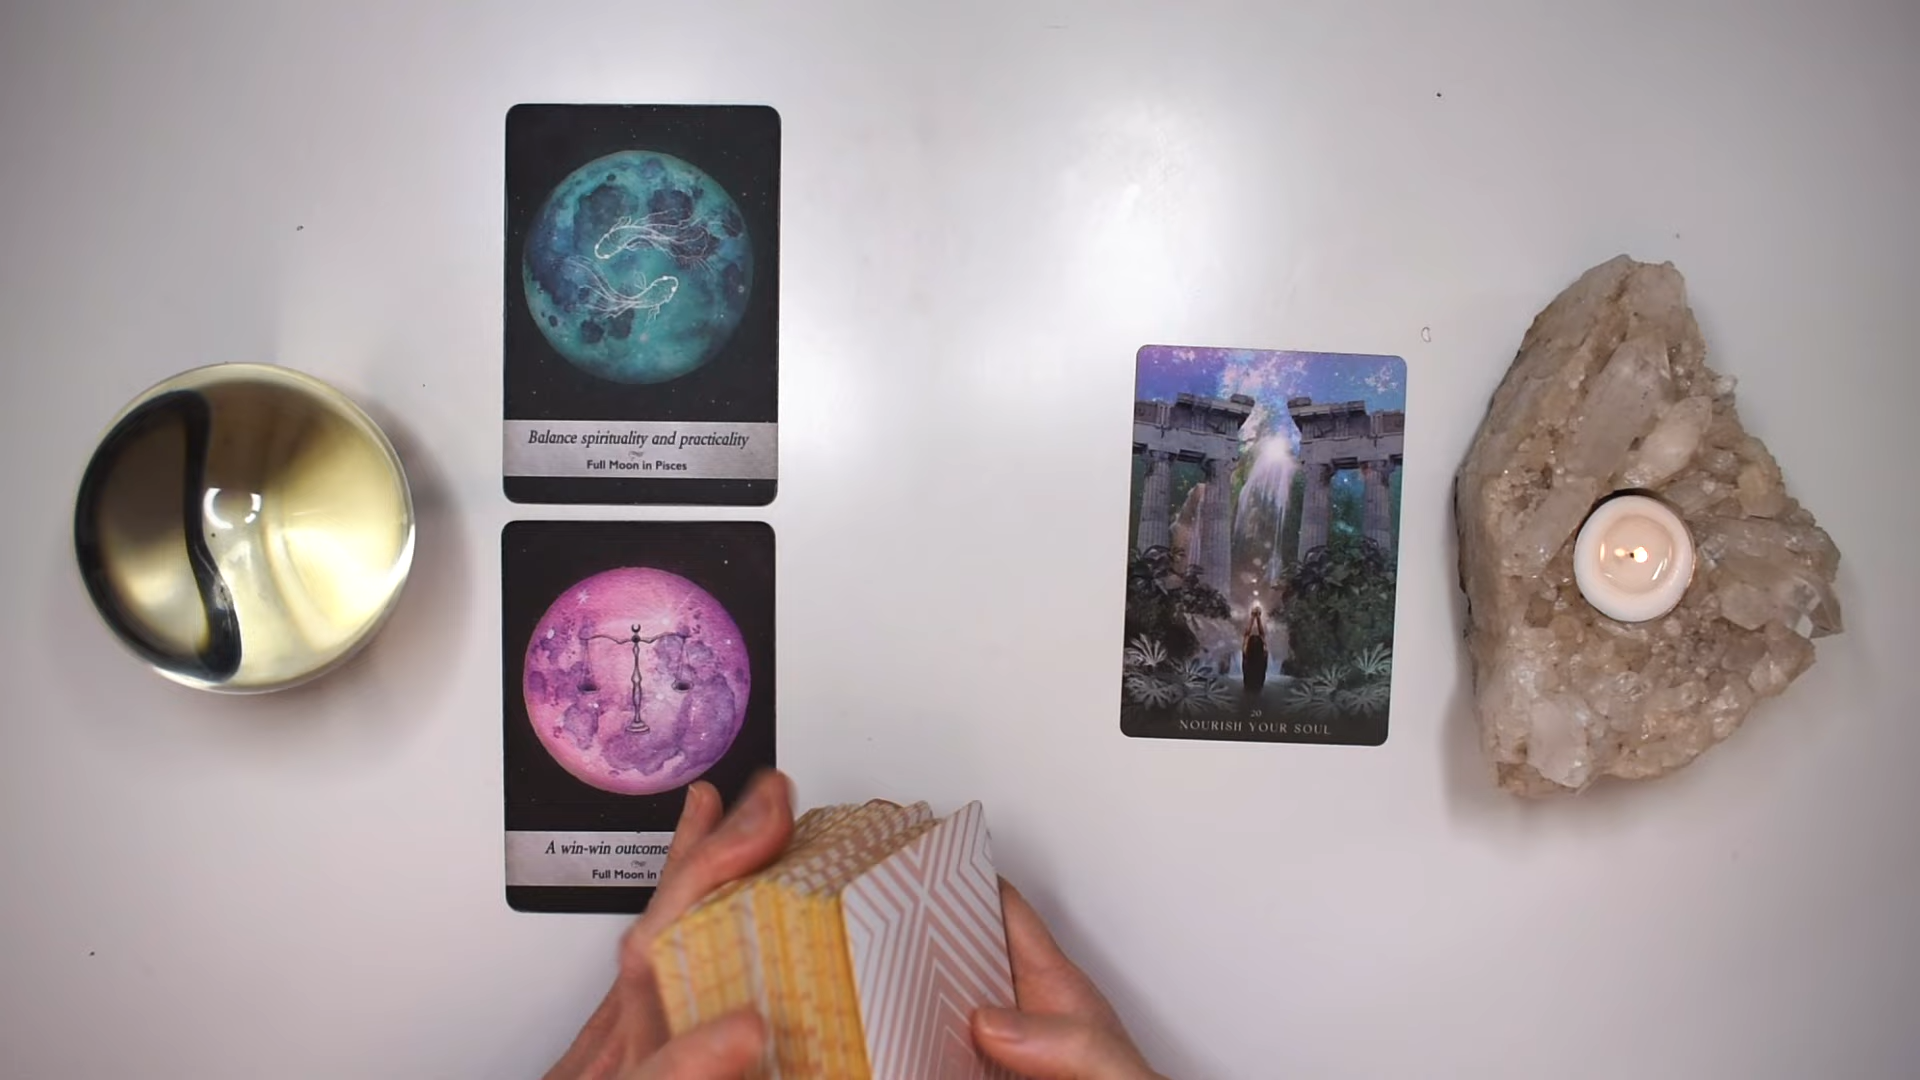 Balance spirituality and practicality
Full Moon in Pisces
A win-win outcome
Full Moon in
20
NOURISH YOUR SOUL